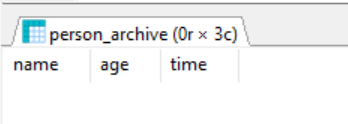 person_archive (0r × 3c)
name age time